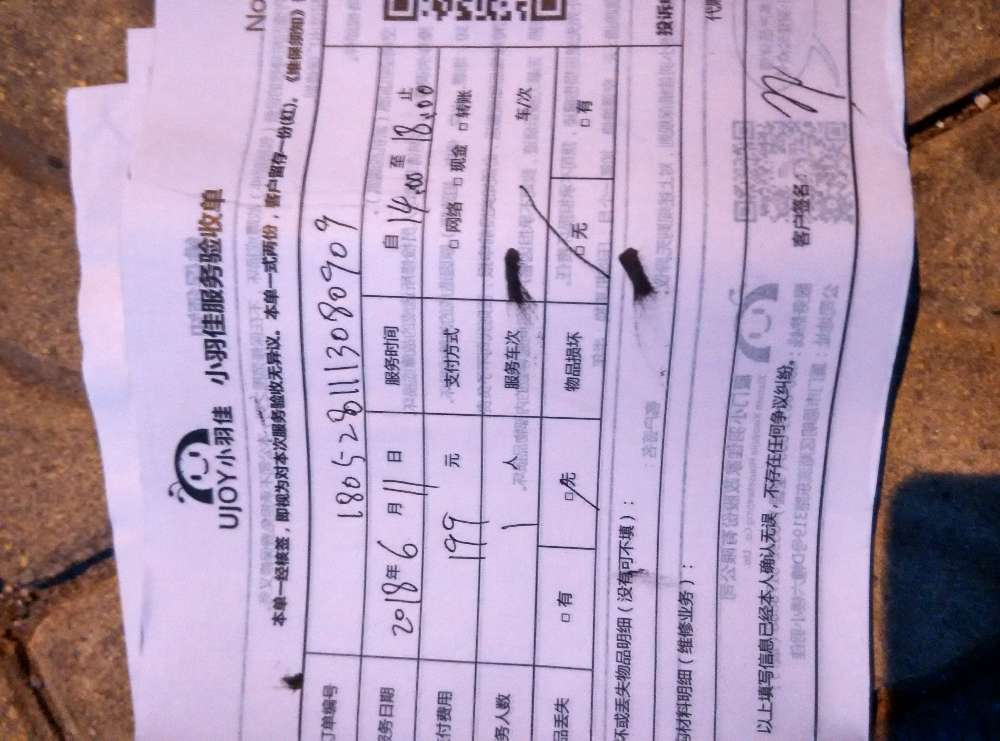 No
UJOY小羽佳 小羽佳服务验收单
本单一经核签，即视为对本次服务验收无异议。本单一式两份，客户留存一份(红)。《维保须知》
订单编号 1805281113080909
服务日期 2018年6月11日 服务时间 自14:00至18:00止
付费用 199元 支付方式 □网络 □现金 □转账
务人数 1人 服务车次 车/次
品丢失 □有 □无 物品损坏 □无 □有
坏或丢失物品明细（没有可不填）：
材料明细（维修业务）：
以上填写信息已经本人确认无误，不存在任何争议纠纷。 客户签名：
投诉
代